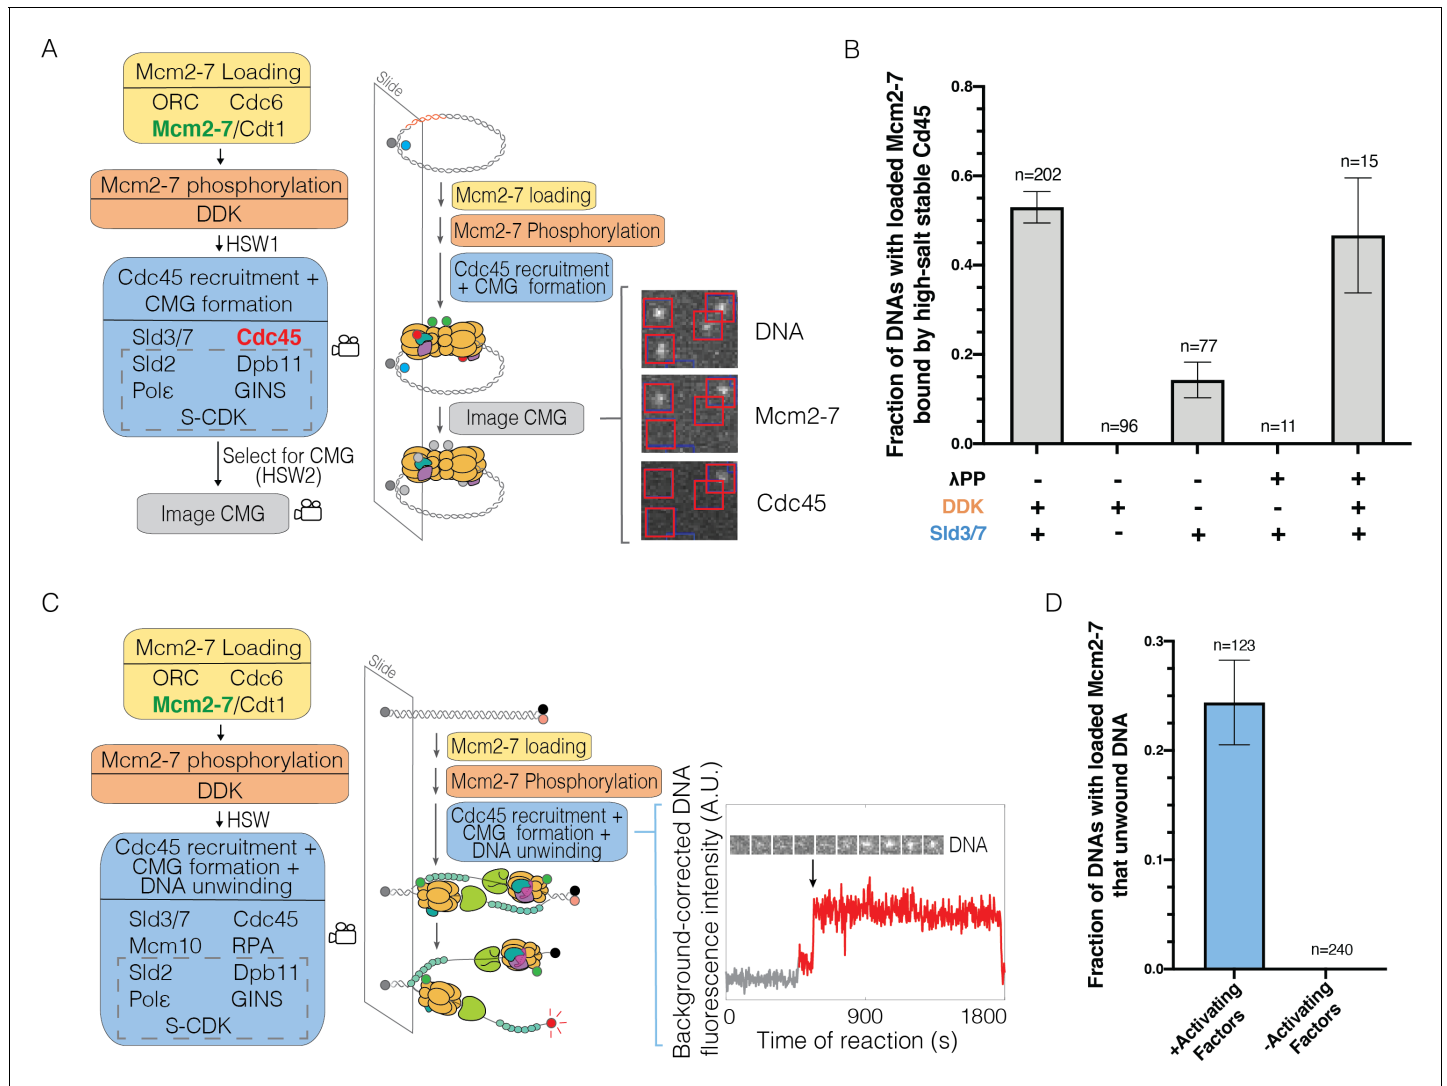 A
Mcm2-7 Loading
ORC Cdc6
Mcm2-7/Cdt1
Mcm2-7 phosphorylation
DDK
HSW1
Cdc45 recruitment +
CMG formation
Sld3/7 Cdc45
Sld2 Dpb11
Polε GINS
S-CDK
Select for CMG
(HSW2)
Image CMG
Slide
Mcm2-7 loading
Mcm2-7 Phosphorylation
Cdc45 recruitment
+ CMG formation
Image CMG
DNA
Mcm2-7
Cdc45
B
Fraction of DNAs with loaded Mcm2-7
bound by high-salt stable Cd45
0.8
0.6
0.4
0.2
0.0
n=202
n=96
n=77
n=11
n=15
λPP - - - + +
DDK + + - - +
Sld3/7 + - + + +
C
Mcm2-7 Loading
ORC Cdc6
Mcm2-7/Cdt1
Mcm2-7 phosphorylation
DDK
HSW
Cdc45 recruitment +
CMG formation +
DNA unwinding
Sld3/7 Cdc45
Mcm10 RPA
Sld2 Dpb11
Polε GINS
S-CDK
Slide
Mcm2-7 loading
Mcm2-7 Phosphorylation
Cdc45 recruitment +
CMG formation +
DNA unwinding
Background-corrected DNA
fluorescence intensity (A.U.)
DNA
0 900 1800
Time of reaction (s)
D
Fraction of DNAs with loaded Mcm2-7
that unwound DNA
0.3
0.2
0.1
0.0
n=123
n=240
+Activating
Factors
-Activating
Factors